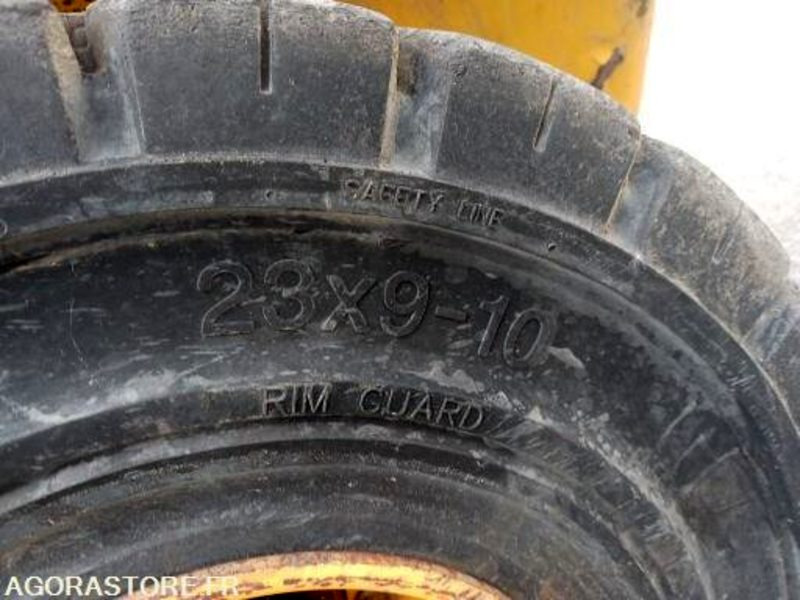 SAFETY LINE
23x9-10
RIM GUARD
AGORASTORE.FR